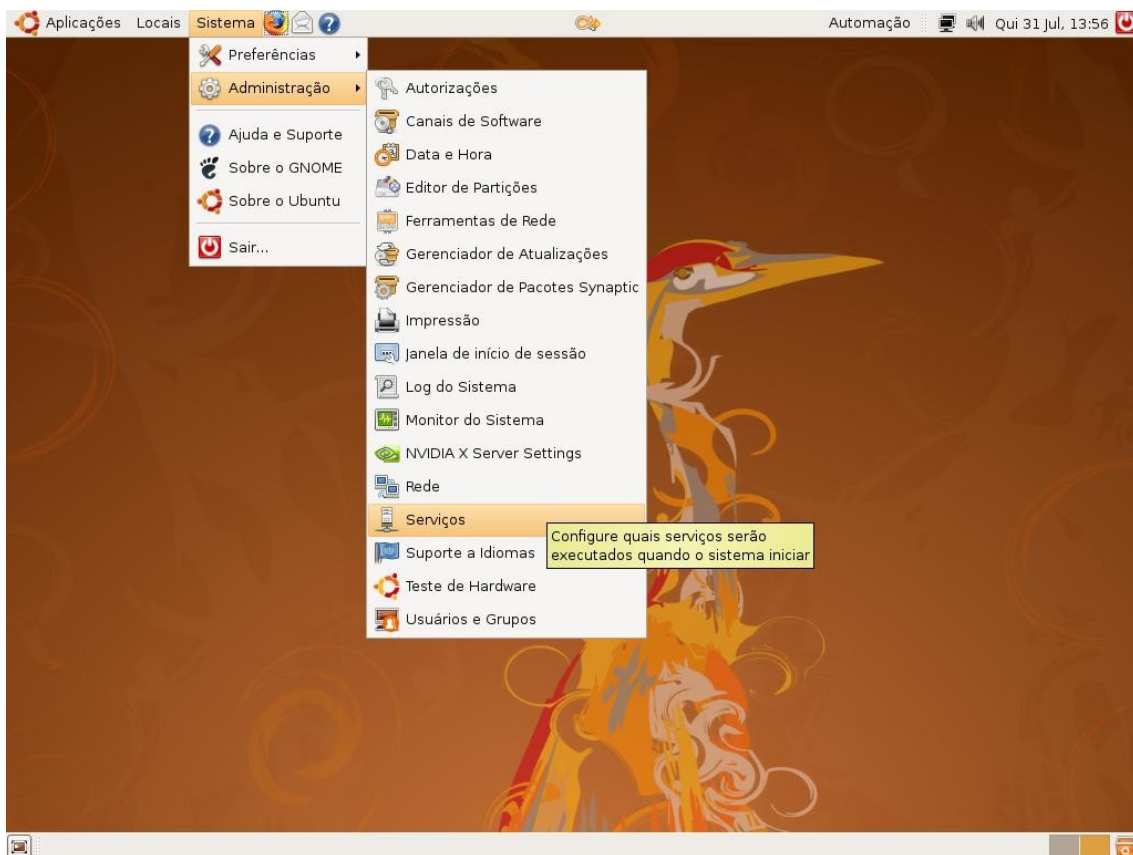 Aplicações Locais Sistema Automação Qui 31 Jul, 13:56
Preferências
Administração
Ajuda e Suporte
Sobre o GNOME
Sobre o Ubuntu
Sair...
Autorizações
Canais de Software
Data e Hora
Editor de Partições
Ferramentas de Rede
Gerenciador de Atualizações
Gerenciador de Pacotes Synaptic
Impressão
Janela de início de sessão
Log do Sistema
Monitor do Sistema
NVIDIA X Server Settings
Rede
Serviços
Configure quais serviços serão
executados quando o sistema iniciar
Suporte a Idiomas
Teste de Hardware
Usuários e Grupos